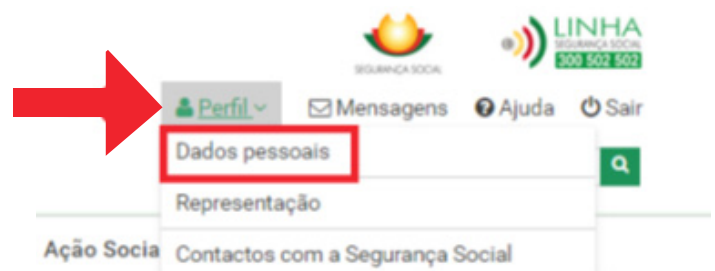 SEGURANÇA SOCIAL
LINHA
SEGURANÇA SOCIAL
300 502 502
Perfil
Mensagens
Ajuda
Sair
Dados pessoais
Representação
Ação Socia
Contactos com a Segurança Social